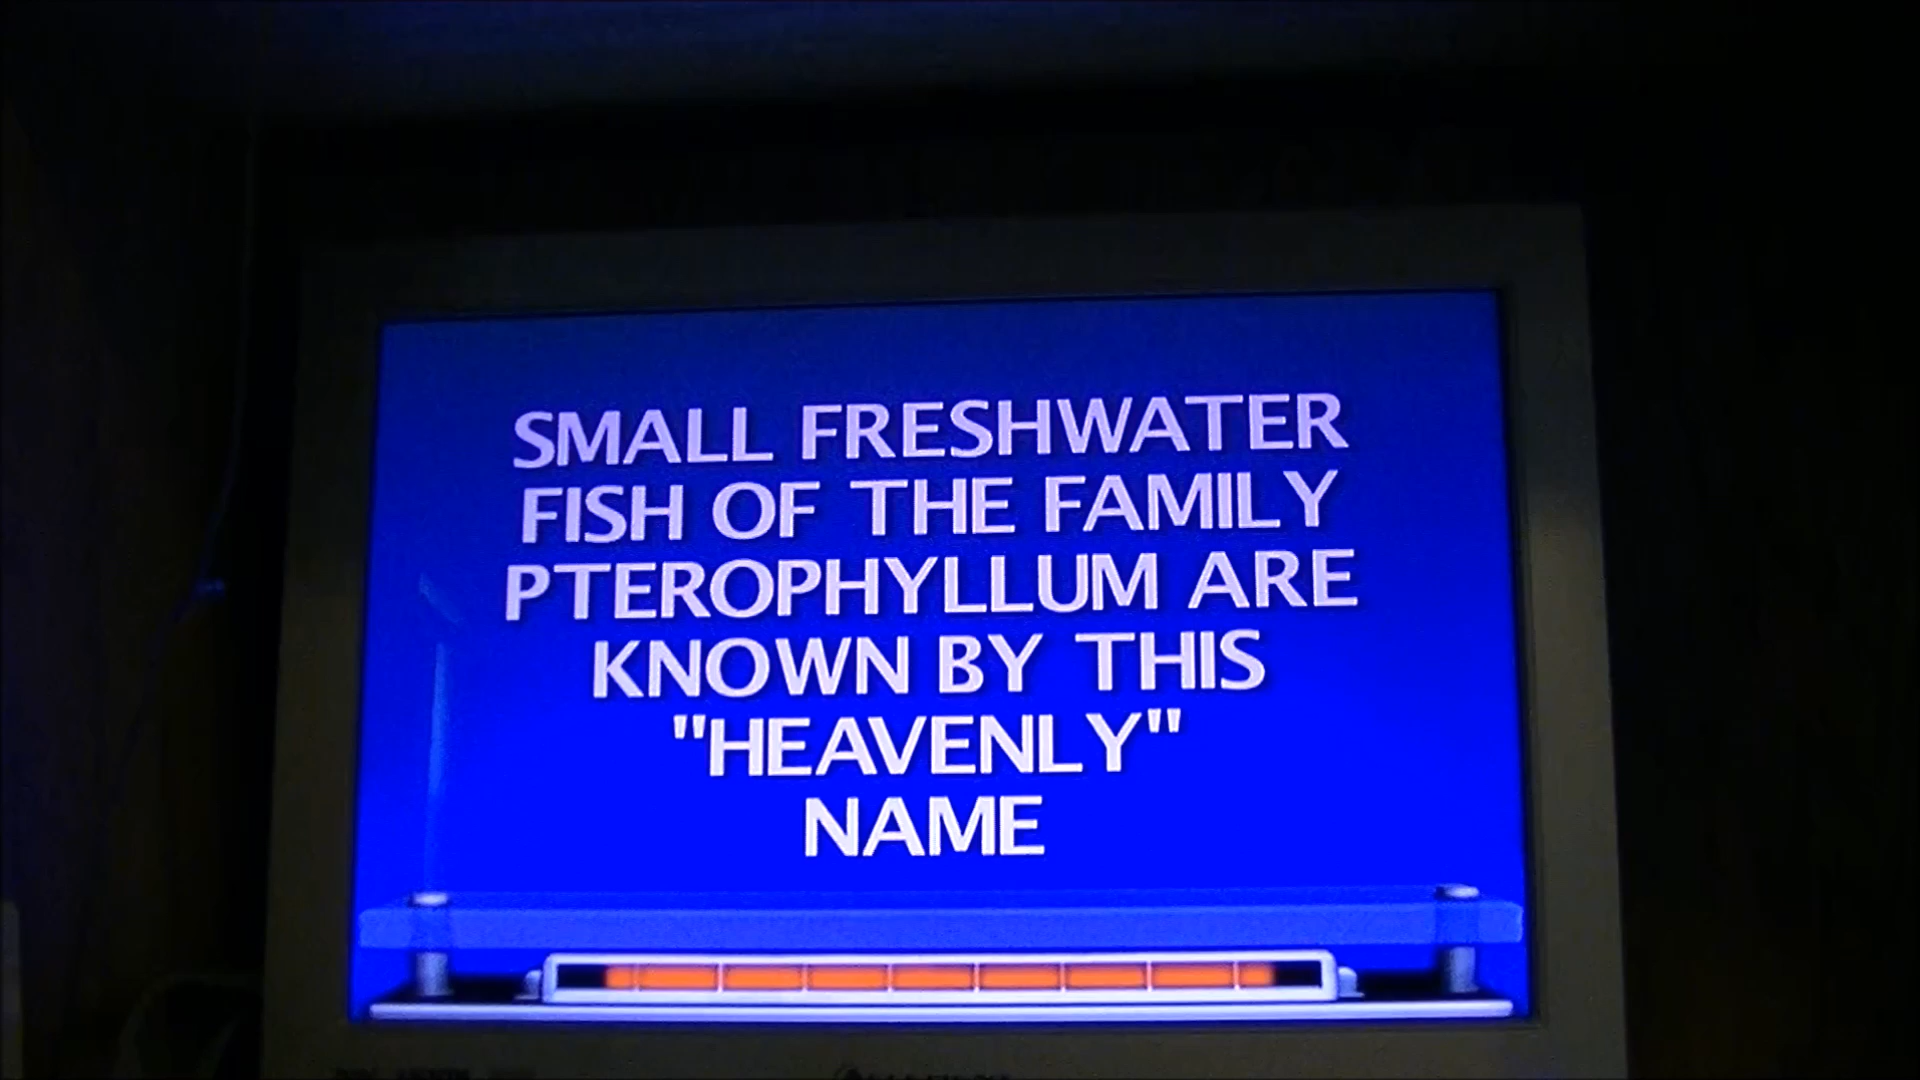 SMALL FRESHWATER
FISH OF THE FAMILY
PTEROPHYLLUM ARE
KNOWN BY THIS
"HEAVENLY"
NAME